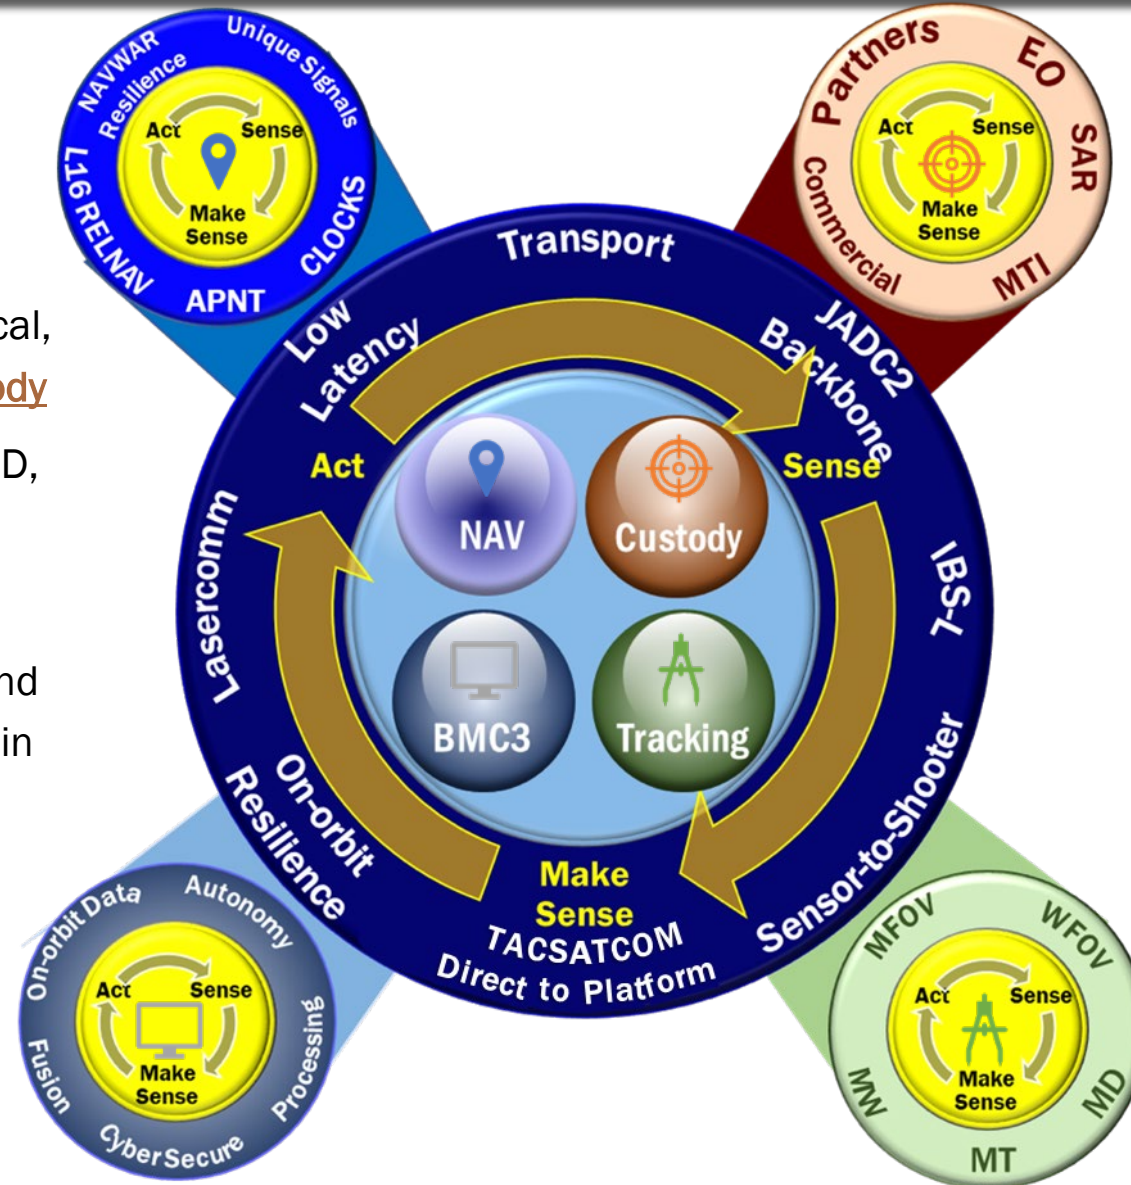 cal,
ody
D,
nd
in
NAVWAR
Resilience
Unique Signals
CLOCKS
APNT
L16 RELNAV
Act
Sense
Make
Sense
Partners
EO
SAR
MTI
Commercial
Act
Sense
Make
Sense
Transport
Low
Latency
JADC2
Backbone
Act
Sense
Lasercomm
IBS-L
NAV
Custody
BMC3
Tracking
On-orbit
Resilience
Sensor-to-Shooter
Make
Sense
TACSATCOM
Direct to Platform
On-orbit Data
Autonomy
Processing
CyberSecure
Fusion
Act
Sense
Make
Sense
MFOV
WFOV
MD
MT
MW
Act
Sense
Make
Sense